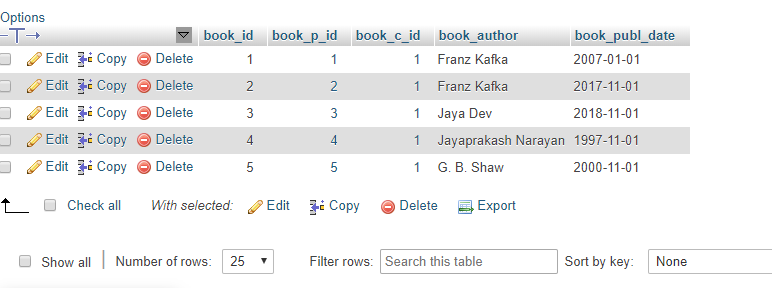 Options
book_id book_p_id book_c_id book_author book_publ_date
Edit Copy Delete 1 1 1 Franz Kafka 2007-01-01
Edit Copy Delete 2 2 1 Franz Kafka 2017-11-01
Edit Copy Delete 3 3 1 Jaya Dev 2018-11-01
Edit Copy Delete 4 4 1 Jayaprakash Narayan 1997-11-01
Edit Copy Delete 5 5 1 G. B. Shaw 2000-11-01
Check all With selected: Edit Copy Delete Export
Show all Number of rows: 25 Filter rows: Search this table Sort by key: None